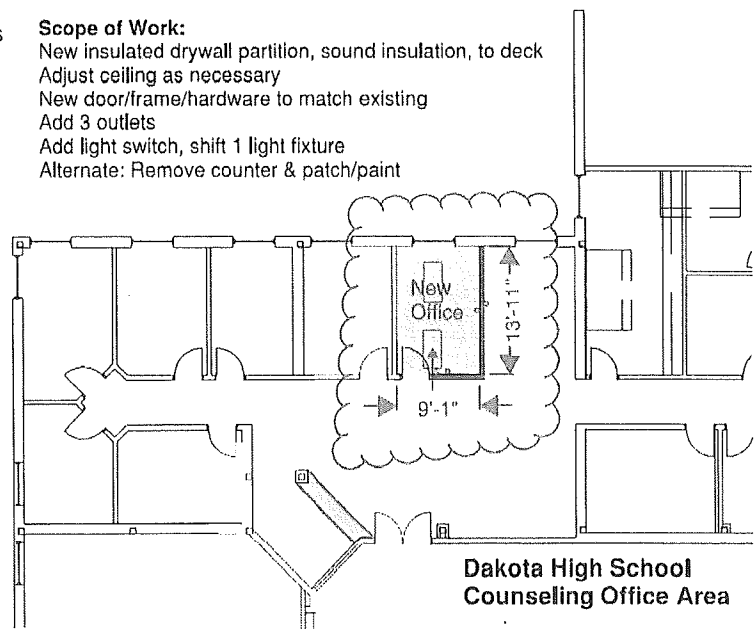 s
Scope of Work:
New insulated drywall partition, sound insulation, to deck
Adjust ceiling as necessary
New door/frame/hardware to match existing
Add 3 outlets
Add light switch, shift 1 light fixture
Alternate: Remove counter & patch/paint
New
Office
13'-11"
9'-1"
Dakota High School
Counseling Office Area